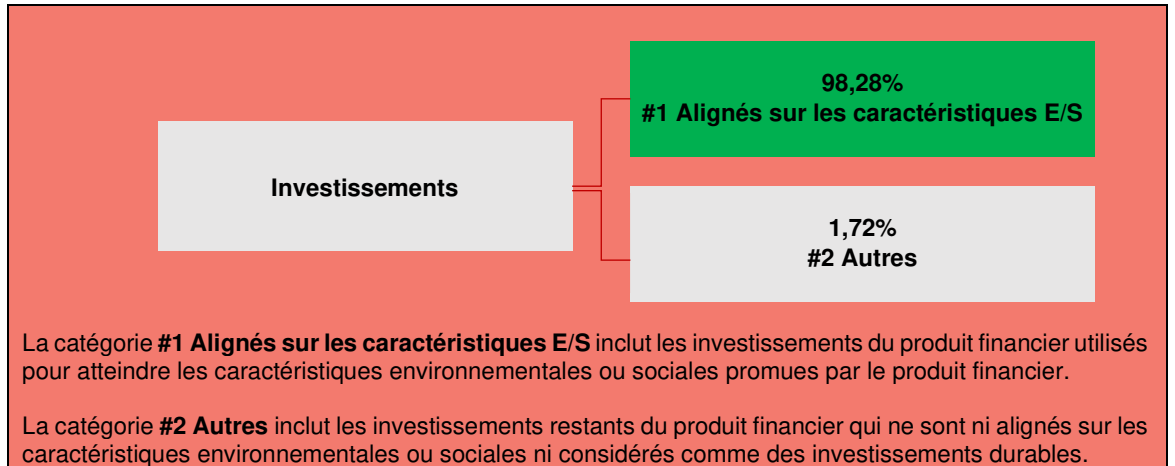 98,28%
#1 Alignés sur les caractéristiques E/S
Investissements
1,72%
#2 Autres
La catégorie #1 Alignés sur les caractéristiques E/S inclut les investissements du produit financier utilisés
pour atteindre les caractéristiques environnementales ou sociales promues par le produit financier.
La catégorie #2 Autres inclut les investissements restants du produit financier qui ne sont ni alignés sur les
caractéristiques environnementales ou sociales ni considérés comme des investissements durables.